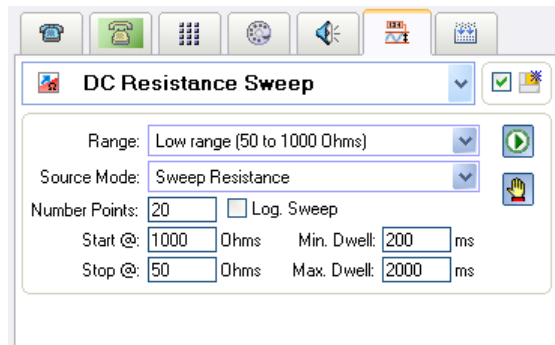 DC Resistance Sweep
Range: Low range (50 to 1000 Ohms)
Source Mode: Sweep Resistance
Number Points: 20 Log. Sweep
Start @: 1000 Ohms Min. Dwell: 200 ms
Stop @: 50 Ohms Max. Dwell: 2000 ms